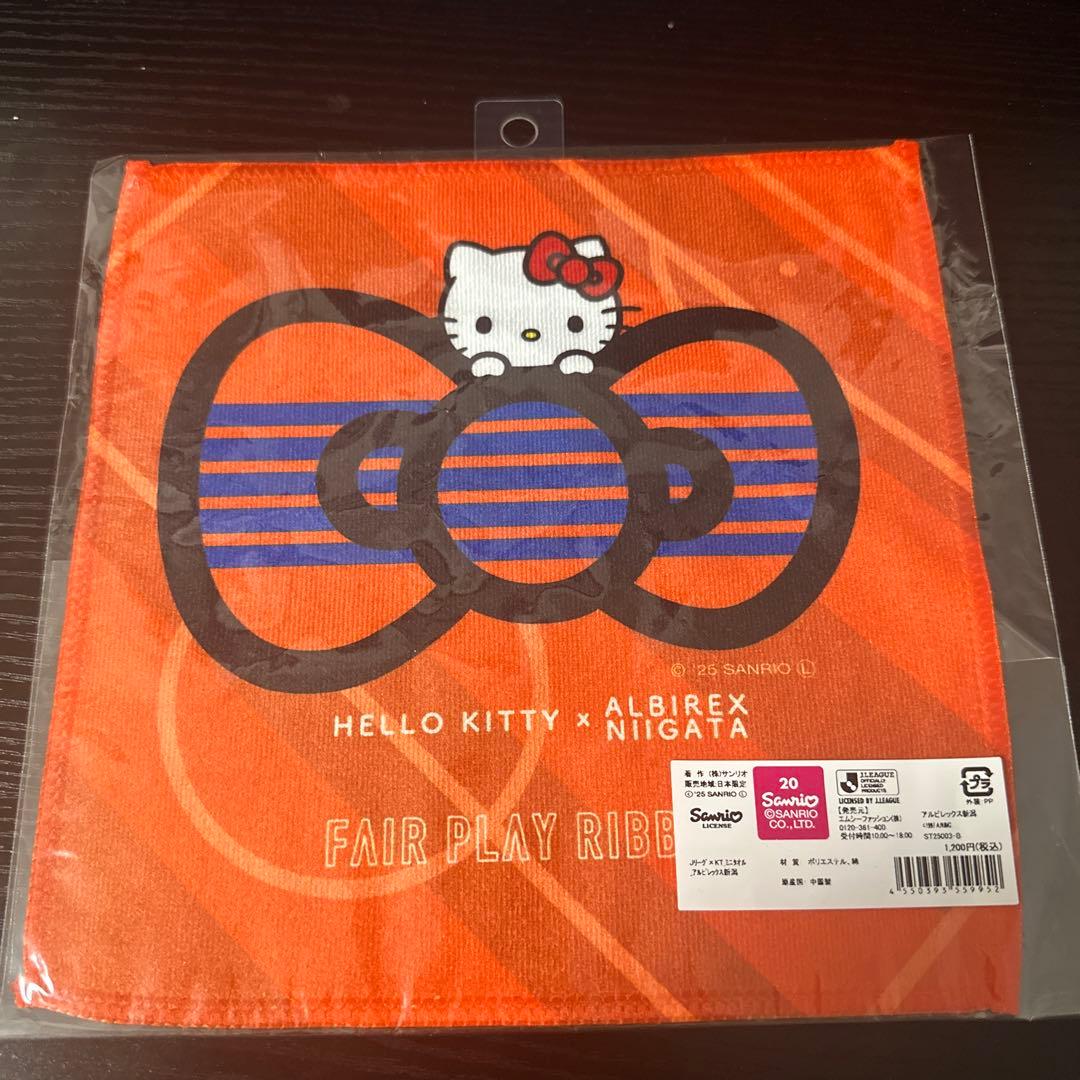 © '25 SANRIO Ⓛ
HELLO KITTY × ALBIREX NIIGATA
FAIR PLAY RIBB
著作 (株)サンリオ
販売地域:日本限定
©'25 SANRIO Ⓛ
Sanrio
LICENSE
20
Sanrio
©SANRIO
CO.,LTD.
J.LEAGUE
OFFICIALLY
LICENSED
PRODUCTS
LICENSED BY J.LEAGUE
【発売元】
エムシーファッション(株)
0120-361-400
受付時間10:00~18:00
プラ
外装:PP
アルビレックス新潟
ST25003-B
1,200円(税込)
Jリーグ×KT_ミニタオル
_アルビレックス新潟
材質 ポリエステル、綿
原産国 中国製
4 550393 559952